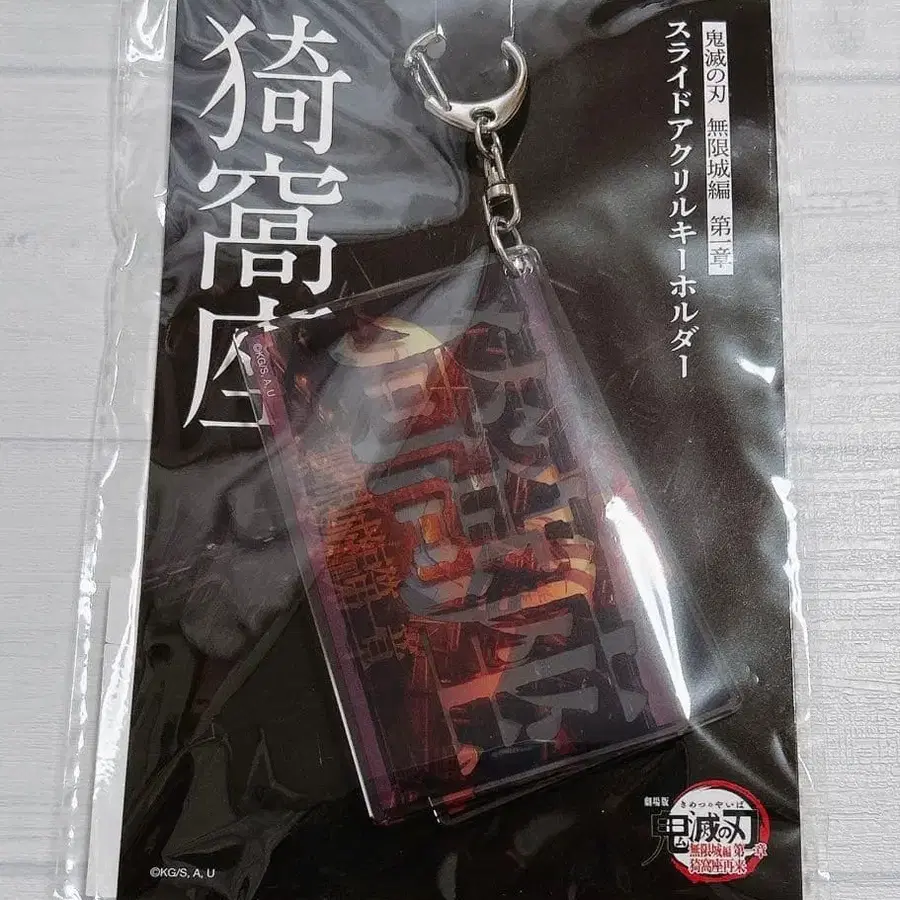 猗窩座
鬼滅の刃 無限城編 第一章
スライドアクリルキーホルダー
©KG/S, A, U
劇場版
きめつのやいば
鬼滅の刃
無限城編 第一章
猗窩座再来
©KG/S, A, U